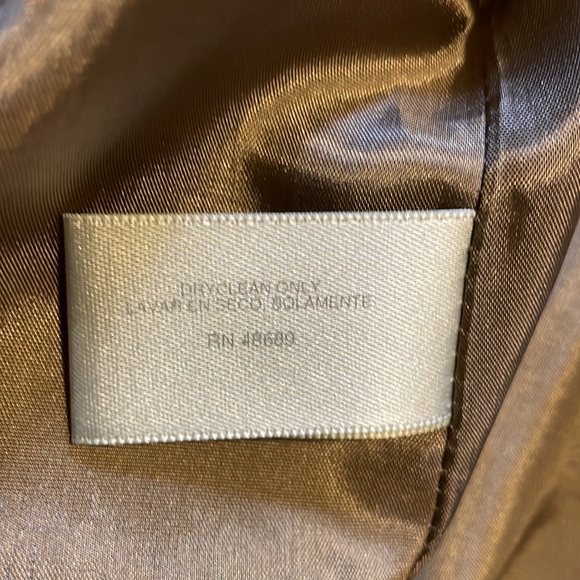 DRYCLEAN ONLY
LAVAR EN SECO, SOLAMENTE
RN 48689